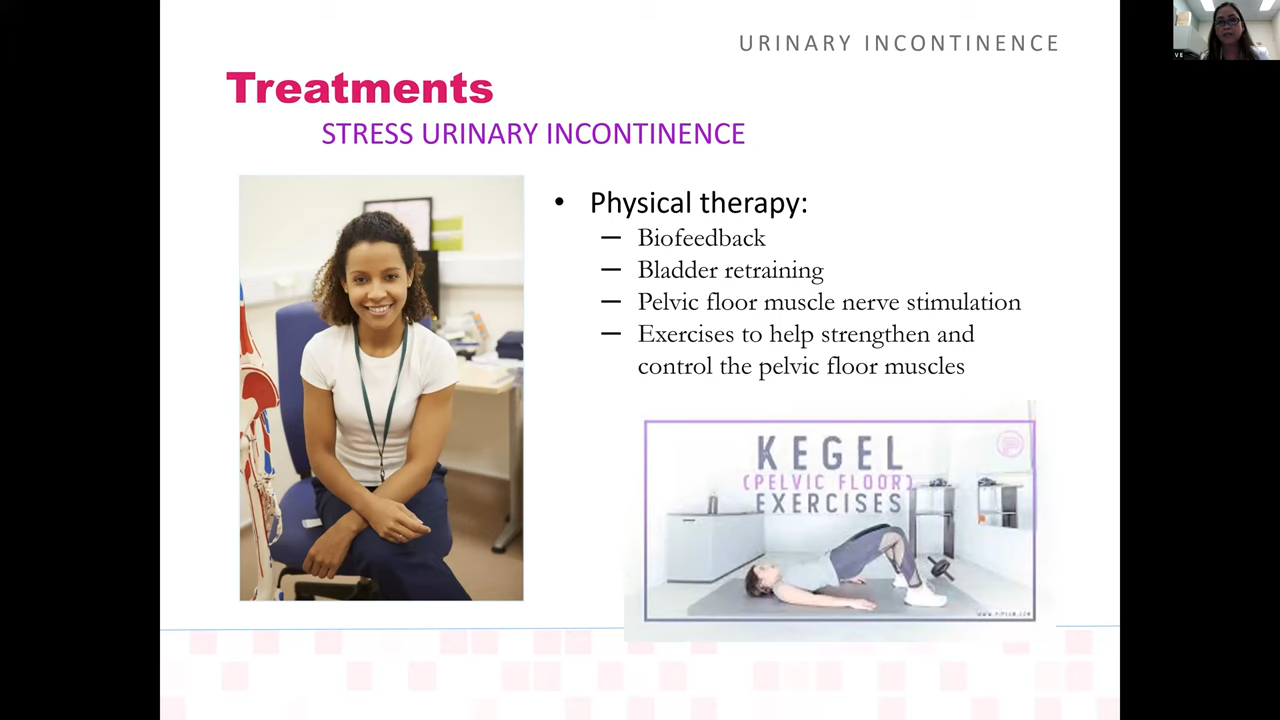 URINARY INCONTINENCE
Treatments
STRESS URINARY INCONTINENCE
• Physical therapy:
— Biofeedback
— Bladder retraining
— Pelvic floor muscle nerve stimulation
— Exercises to help strengthen and
control the pelvic floor muscles
KEGEL
(PELVIC FLOOR)
EXERCISES